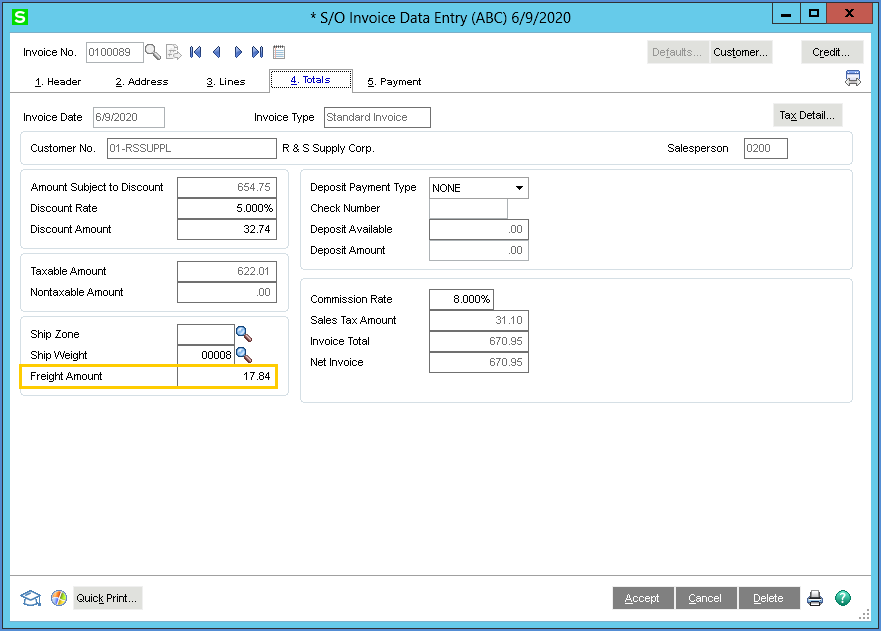 S * S/O Invoice Data Entry (ABC) 6/9/2020 X
Invoice No. 0100089 Defaults... Customer... Credit...
1. Header 2. Address 3. Lines 4. Totals 5. Payment
Invoice Date 6/9/2020 Invoice Type Standard Invoice Tax Detail...
Customer No. 01-RSSUPPL R & S Supply Corp. Salesperson 0200
Amount Subject to Discount 654.75
Discount Rate 5.000%
Discount Amount 32.74
Taxable Amount 622.01
Nontaxable Amount .00
Ship Zone
Ship Weight 00008
Freight Amount 17.84
Deposit Payment Type NONE
Check Number
Deposit Available .00
Deposit Amount .00
Commission Rate 8.000%
Sales Tax Amount 31.10
Invoice Total 670.95
Net Invoice 670.95
Quick Print... Accept Cancel Delete ?